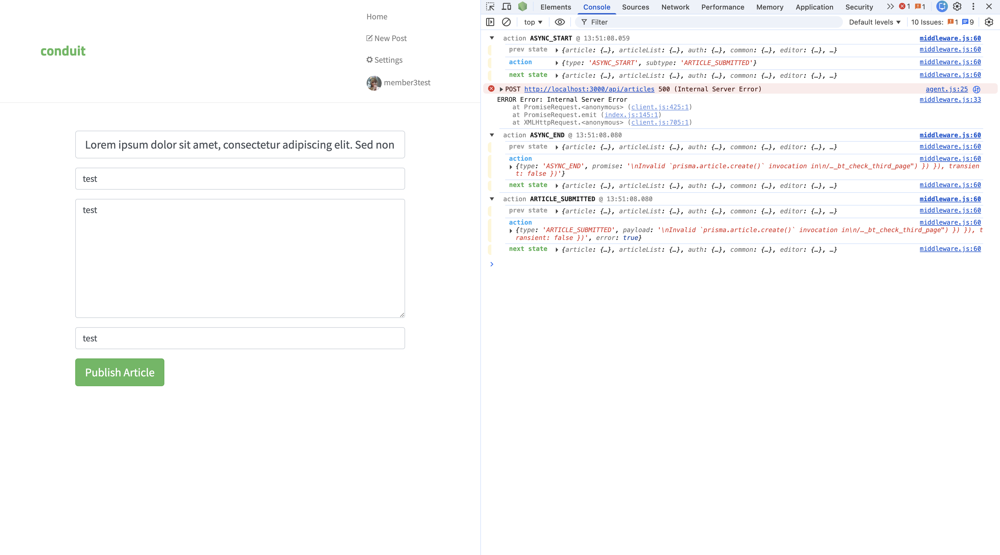 Home
New Post
conduit
Settings
member3test
Lorem ipsum dolor sit amet, consectetur adipiscing elit. Sed non
test
test
test
Publish Article
Elements Console Sources Network Performance Memory Application Security 1 1
top Filter Default levels 10 Issues: 1 9
action ASYNC_START @ 13:51:08.059 middleware.js:60
prev state {article: {…}, articleList: {…}, auth: {…}, common: {…}, editor: {…}, …} middleware.js:60
action {type: 'ASYNC_START', subtype: 'ARTICLE_SUBMITTED'} middleware.js:60
next state {article: {…}, articleList: {…}, auth: {…}, common: {…}, editor: {…}, …} middleware.js:60
POST http://localhost:3000/api/articles 500 (Internal Server Error) agent.js:25
ERROR Error: Internal Server Error middleware.js:33
at PromiseRequest.<anonymous> (client.js:425:1)
at PromiseRequest.emit (index.js:145:1)
at XMLHttpRequest.<anonymous> (client.js:705:1)
action ASYNC_END @ 13:51:08.080 middleware.js:60
prev state {article: {…}, articleList: {…}, auth: {…}, common: {…}, editor: {…}, …} middleware.js:60
action middleware.js:60
{type: 'ASYNC_END', promise: '\nInvalid `prisma.article.create()` invocation in\n/…_bt_check_third_page") }) }), transien
t: false })'}
next state {article: {…}, articleList: {…}, auth: {…}, common: {…}, editor: {…}, …} middleware.js:60
action ARTICLE_SUBMITTED @ 13:51:08.080 middleware.js:60
prev state {article: {…}, articleList: {…}, auth: {…}, common: {…}, editor: {…}, …} middleware.js:60
action middleware.js:60
{type: 'ARTICLE_SUBMITTED', payload: '\nInvalid `prisma.article.create()` invocation in\n/…_bt_check_third_page") }) }), t
ransient: false })', error: true}
next state {article: {…}, articleList: {…}, auth: {…}, common: {…}, editor: {…}, …} middleware.js:60